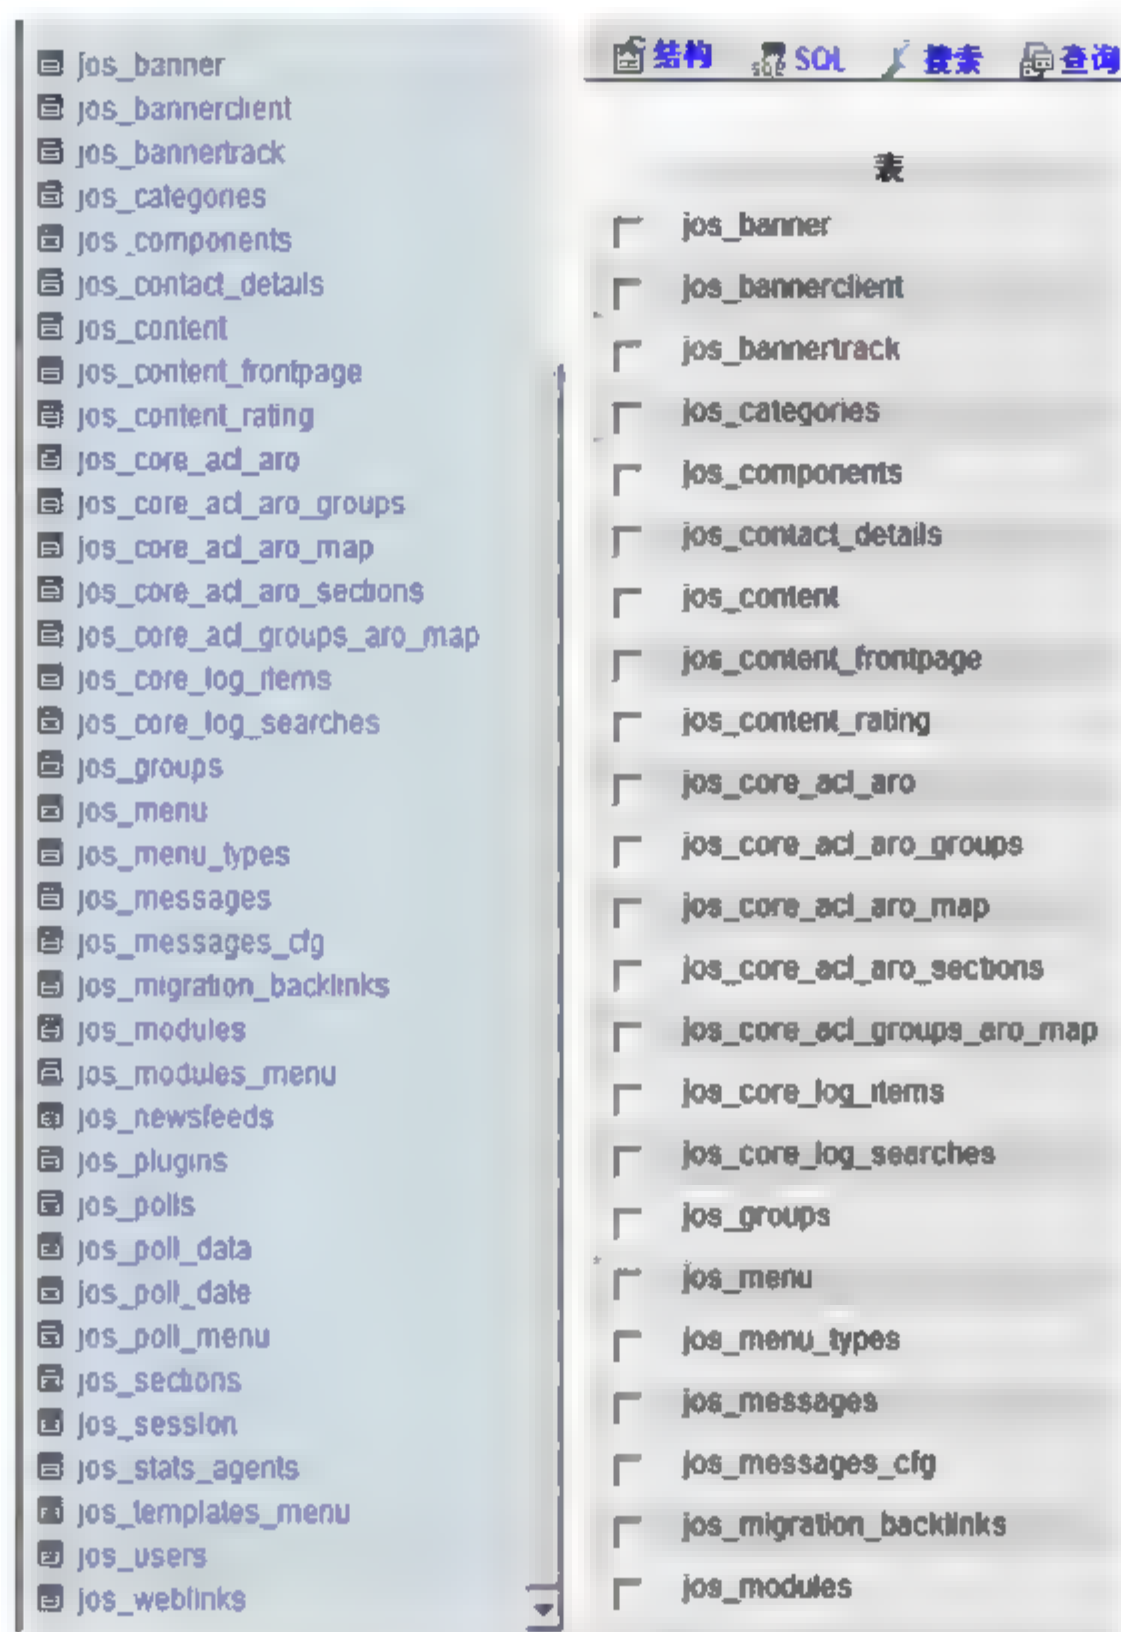 jos_banner
jos_bannerclient
jos_bannertrack
jos_categories
jos_components
jos_contact_details
jos_content
jos_content_frontpage
jos_content_rating
jos_core_acl_aro
jos_core_acl_aro_groups
jos_core_acl_aro_map
jos_core_acl_aro_sections
jos_core_acl_groups_aro_map
jos_core_log_items
jos_core_log_searches
jos_groups
jos_menu
jos_menu_types
jos_messages
jos_messages_cfg
jos_migration_backlinks
jos_modules
jos_modules_menu
jos_newsfeeds
jos_plugins
jos_polls
jos_poll_data
jos_poll_date
jos_poll_menu
jos_sections
jos_session
jos_stats_agents
jos_templates_menu
jos_users
jos_weblinks
结构 SQL 搜索 查询
表
jos_banner
jos_bannerclient
jos_bannertrack
jos_categories
jos_components
jos_contact_details
jos_content
jos_content_frontpage
jos_content_rating
jos_core_acl_aro
jos_core_acl_aro_groups
jos_core_acl_aro_map
jos_core_acl_aro_sections
jos_core_acl_groups_aro_map
jos_core_log_items
jos_core_log_searches
jos_groups
jos_menu
jos_menu_types
jos_messages
jos_messages_cfg
jos_migration_backlinks
jos_modules